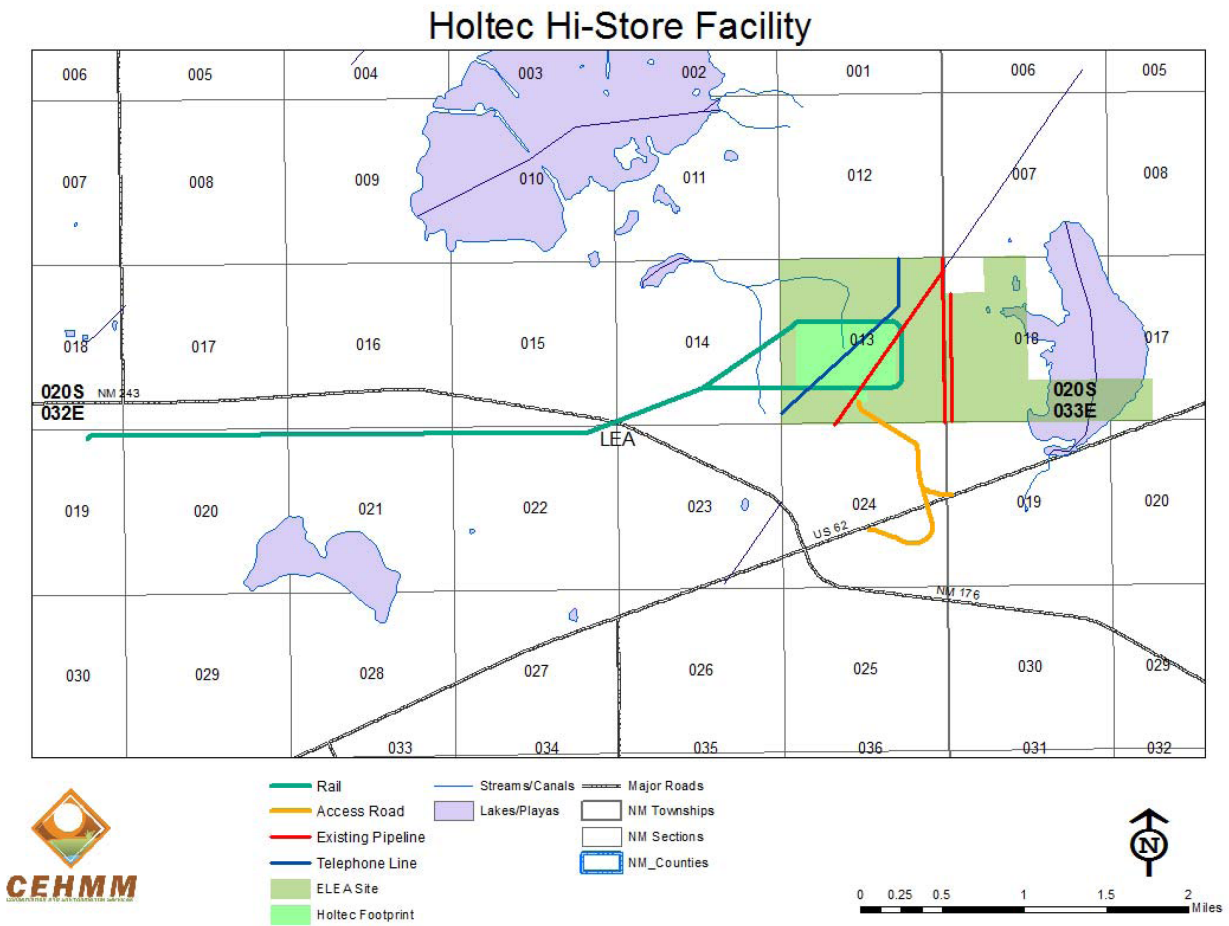 Holtec Hi-Store Facility
006 005 004 003 002 001 006 005
007 008 009 010 011 012 007 008
018 017 016 015 014 013 018 017
020S NM 243 020S
032E 033E
LEA
019 020 021 022 023 024 019 020
US 62
NM 176
030 029 028 027 026 025 030 029
033 034 035 036 031 032
Rail Streams/Canals Major Roads
Access Road Lakes/Playas NM Townships
Existing Pipeline NM Sections
Telephone Line NM_Counties
ELEA Site
Holtec Footprint
CEHMM
N
0 0.25 0.5 1 1.5 2
Miles